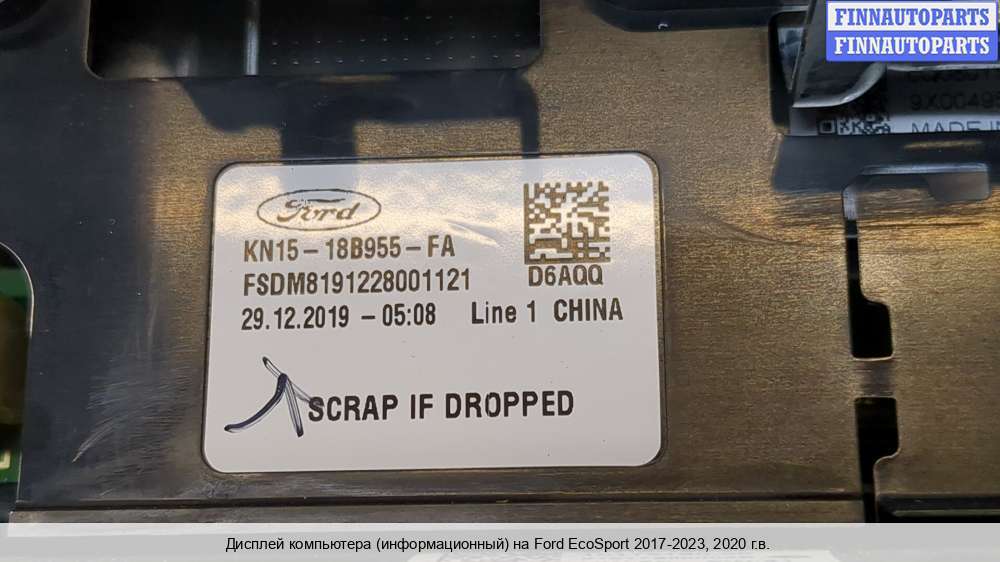 FINNAUTOPARTS
FINNAUTOPARTS
MADE IN
Ford
KN15-18B955-FA
FSDM8191228001121
D6AQQ
29.12.2019 - 05:08 Line 1 CHINA
SCRAP IF DROPPED
Дисплей компьютера (информационный) на Ford EcoSport 2017-2023, 2020 г.в.